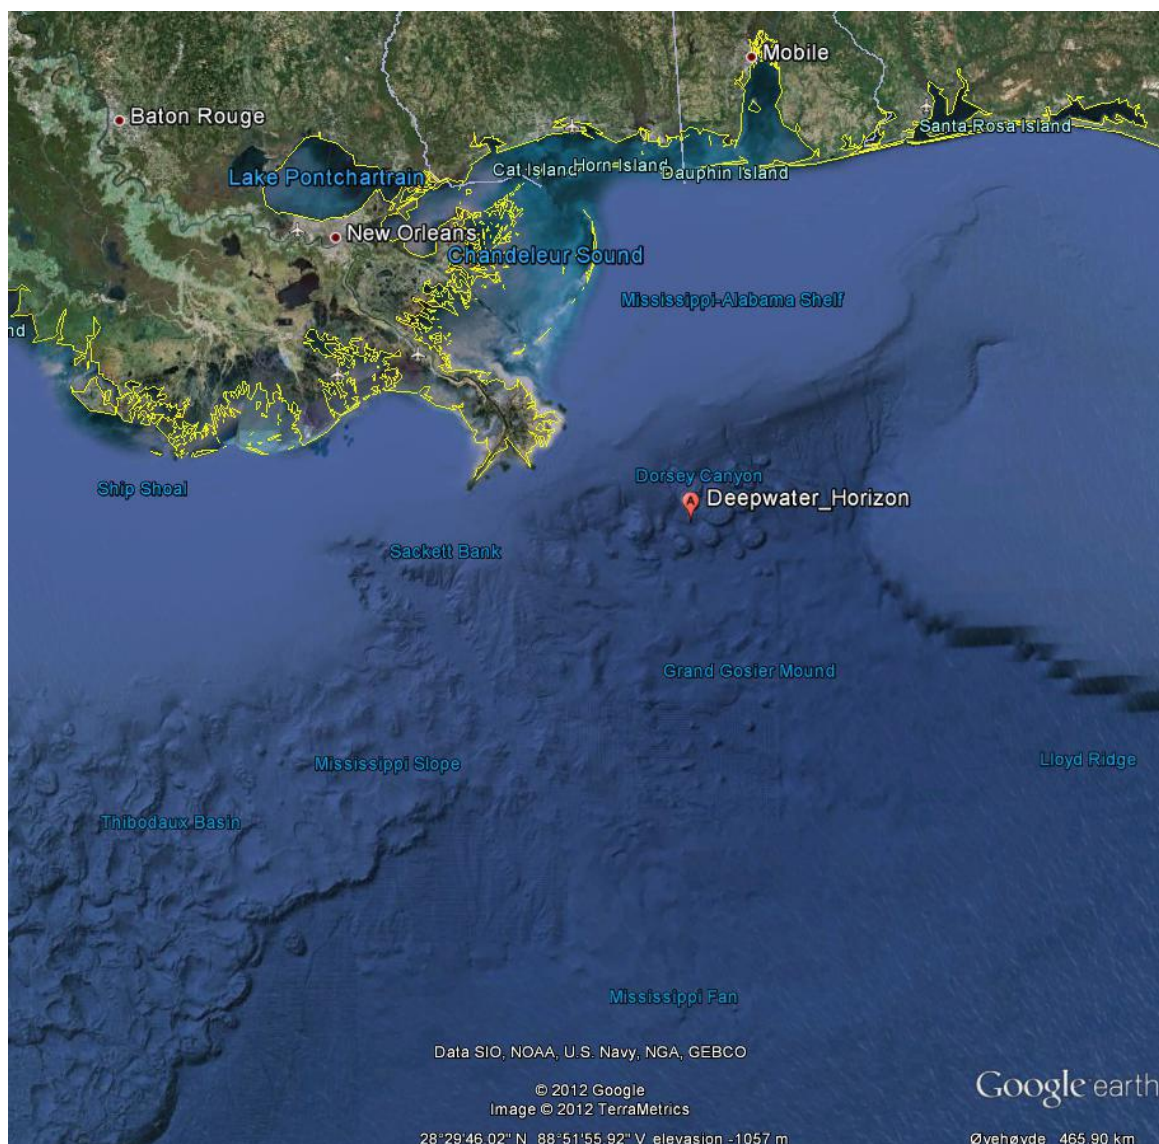 Mobile
Baton Rouge
Santa Rosa Island
Cat Island
Horn Island
Dauphin Island
Lake Pontchartrain
New Orleans
Chandeleur Sound
Mississippi-Alabama Shelf
nd
Dorsey Canyon
Ship Shoal
A
Deepwater_Horizon
Sackett Bank
Grand Gosier Mound
Mississippi Slope
Lloyd Ridge
Thibodaux Basin
Mississippi Fan
Data SIO, NOAA, U.S. Navy, NGA, GEBCO
© 2012 Google
Image © 2012 TerraMetrics
Google earth
28°29'46.02" N 88°51'55.92" V elevasion -1057 m
Øyehøyde 465.90 km